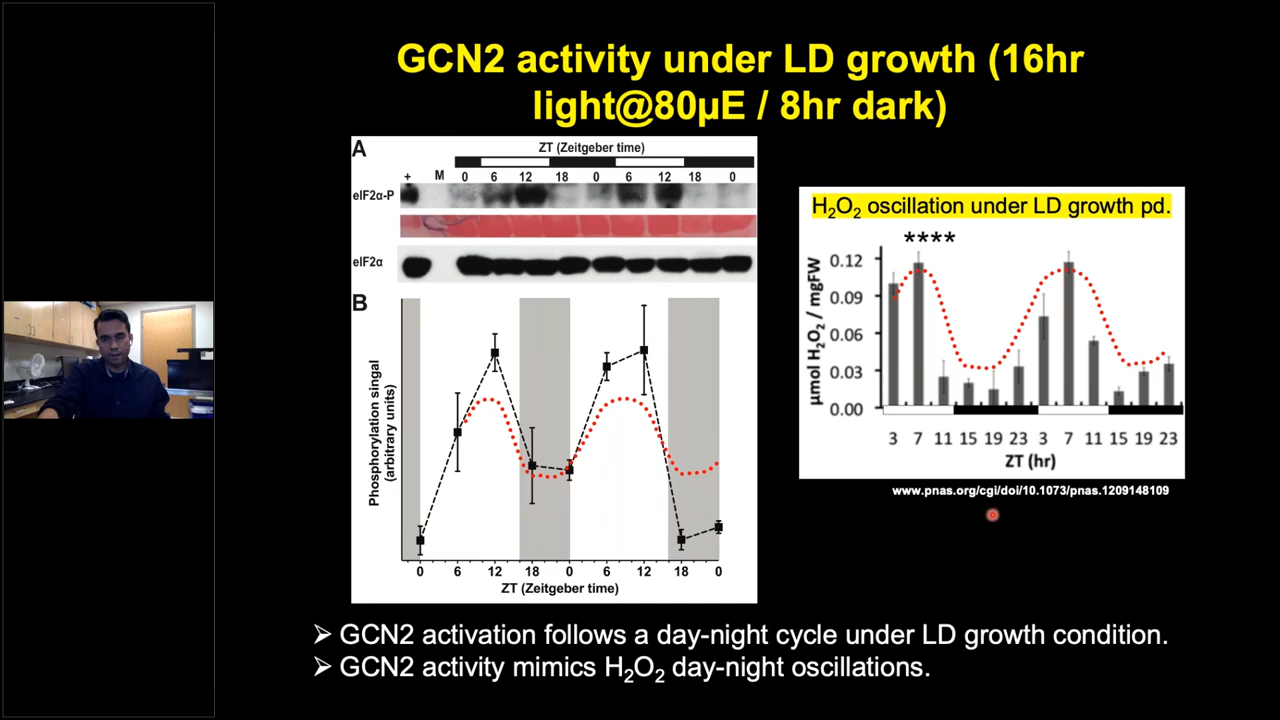 GCN2 activity under LD growth (16hr
light@80µE / 8hr dark)
A
ZT (Zeitgeber time)
+ M 0 6 12 18 0 6 12 18 0
eIF2α-P
eIF2α
B
Phosphorylation singal
(arbitrary units)
0 6 12 18 0 6 12 18 0
ZT (Zeitgeber time)
H₂O₂ oscillation under LD growth pd.
****
µmol H₂O₂ / mgFW
0.12
0.09
0.06
0.03
0.00
3 7 11 15 19 23 3 7 11 15 19 23
ZT (hr)
www.pnas.org/cgi/doi/10.1073/pnas.1209148109
➢ GCN2 activation follows a day-night cycle under LD growth condition.
➢ GCN2 activity mimics H₂O₂ day-night oscillations.